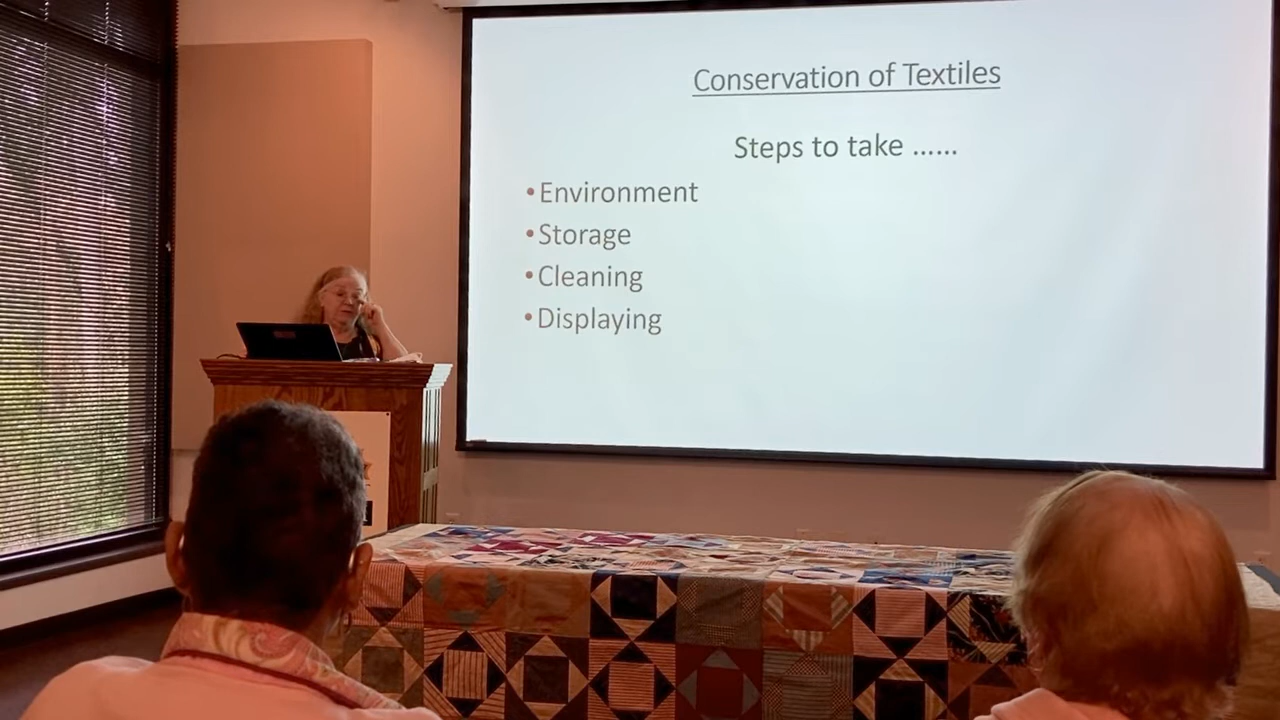 Conservation of Textiles
Steps to take ......
• Environment
• Storage
• Cleaning
• Displaying